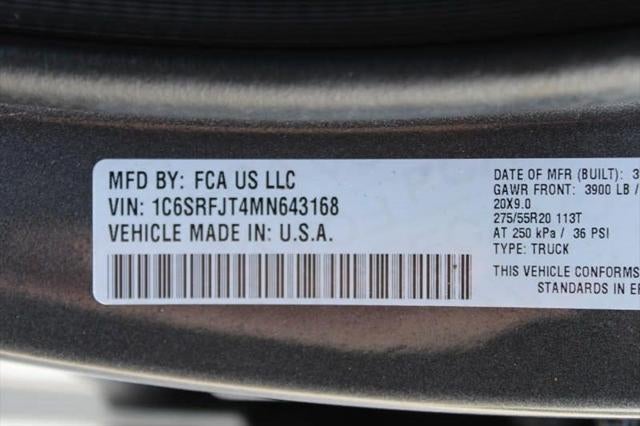 MFD BY: FCA US LLC
VIN: 1C6SRFJT4MN643168
VEHICLE MADE IN: U.S.A.
DATE OF MFR (BUILT): 3
GAWR FRONT: 3900 LB /
20X9.0
275/55R20 113T
AT 250 kPa / 36 PSI
TYPE: TRUCK
THIS VEHICLE CONFORMS
STANDARDS IN